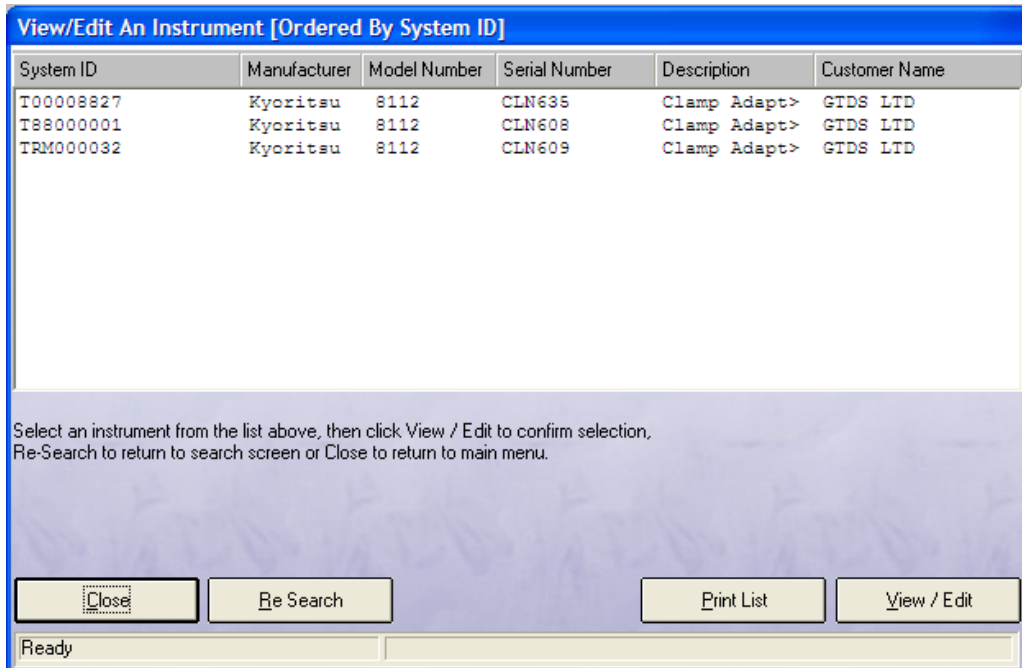 View/Edit An Instrument [Ordered By System ID]
System ID Manufacturer Model Number Serial Number Description Customer Name
T00008827 Kyoritsu 8112 CLN635 Clamp Adapt> GTDS LTD
T88000001 Kyoritsu 8112 CLN608 Clamp Adapt> GTDS LTD
TRM000032 Kyoritsu 8112 CLN609 Clamp Adapt> GTDS LTD
Select an instrument from the list above, then click View / Edit to confirm selection,
Re-Search to return to search screen or Close to return to main menu.
Close Re Search Print List View / Edit
Ready